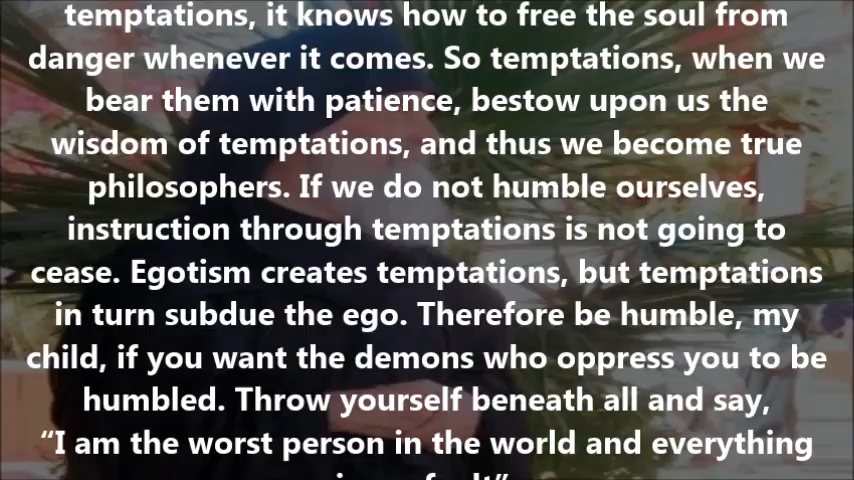 temptations, it knows how to free the soul from
danger whenever it comes. So temptations, when we
bear them with patience, bestow upon us the
wisdom of temptations, and thus we become true
philosophers. If we do not humble ourselves,
instruction through temptations is not going to
cease. Egotism creates temptations, but temptations
in turn subdue the ego. Therefore be humble, my
child, if you want the demons who oppress you to be
humbled. Throw yourself beneath all and say,
“I am the worst person in the world and everything